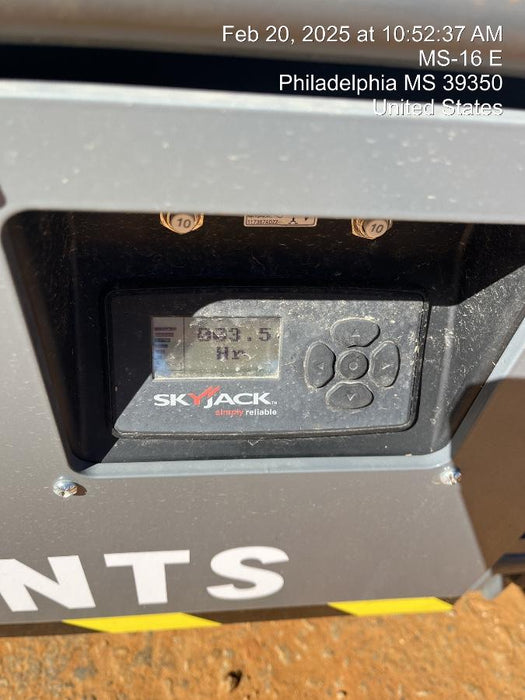 Feb 20, 2025 at 10:52:37 AM
MS-16 E
Philadelphia MS 39350
United States
10
10
003.5
Hr
SKYJACK
simply reliable
NTS